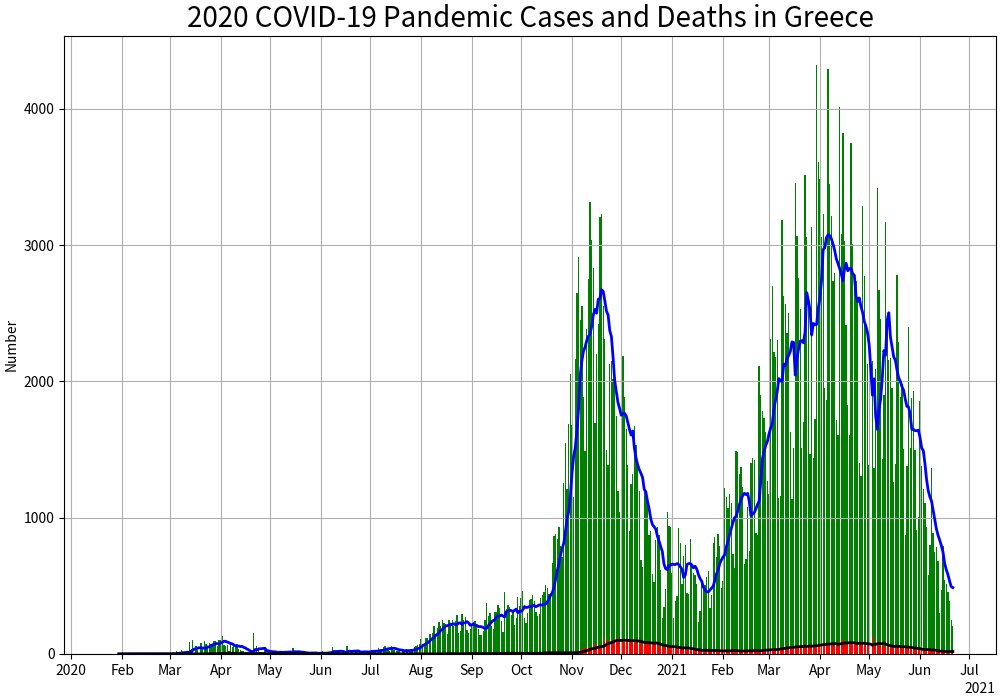 2020 COVID-19 Pandemic Cases and Deaths in Greece
Number
4000
3000
2000
1000
0
2020 Feb Mar Apr May Jun Jul Aug Sep Oct Nov Dec 2021 Feb Mar Apr May Jun Jul
2021